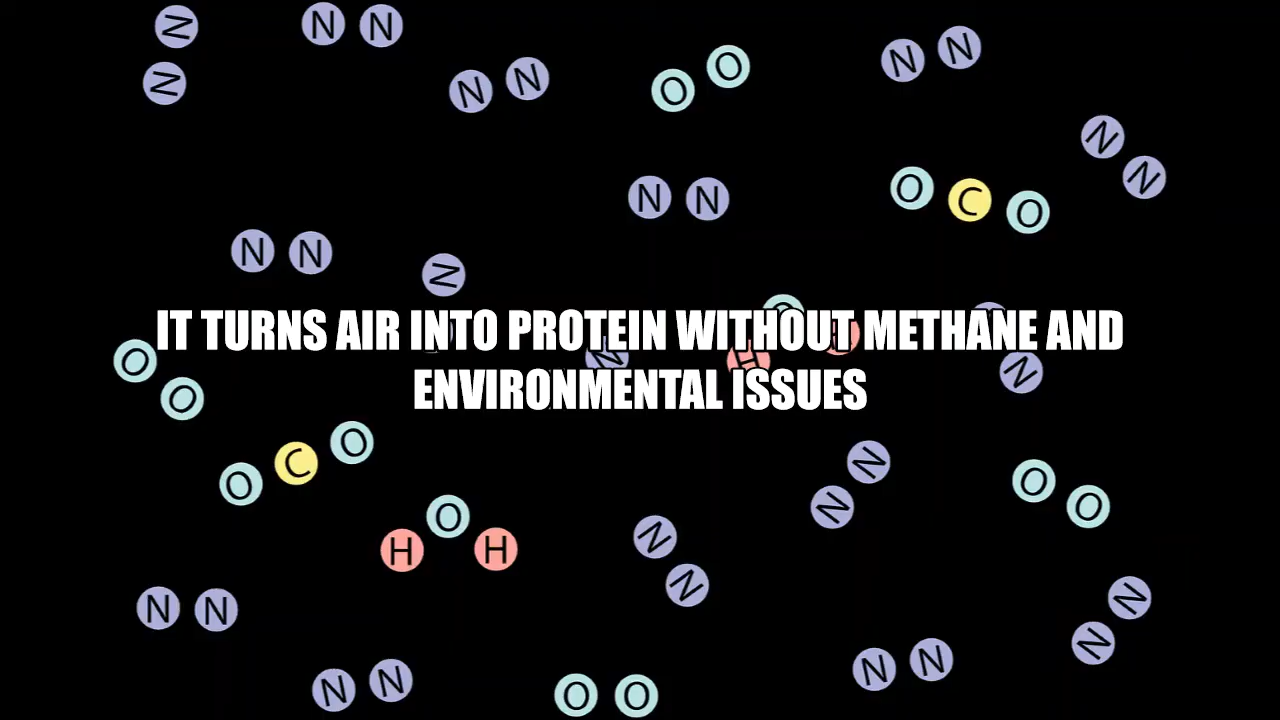 N N N N N
N O O N N
N N
N N O C O
N N N
IT TURNS AIR INTO PROTEIN WITHOUT METHANE AND
ENVIRONMENTAL ISSUES
O O N H N
O C O N N O O
H O H N N
N N N N
N N O O N N